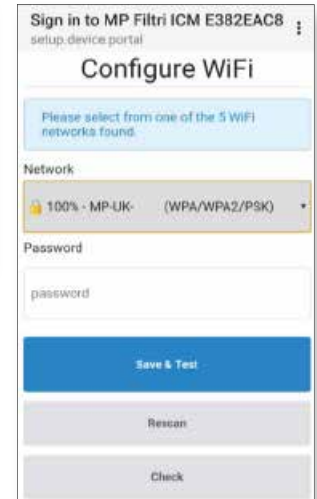 Sign in to MP Filtri ICM E382EAC8
setup.device.portal
Configure WiFi
Please select from one of the 5 WiFi
networks found.
Network
100% - MP-UK- (WPA/WPA2/PSK)
Password
password
Save & Test
Rescan
Check